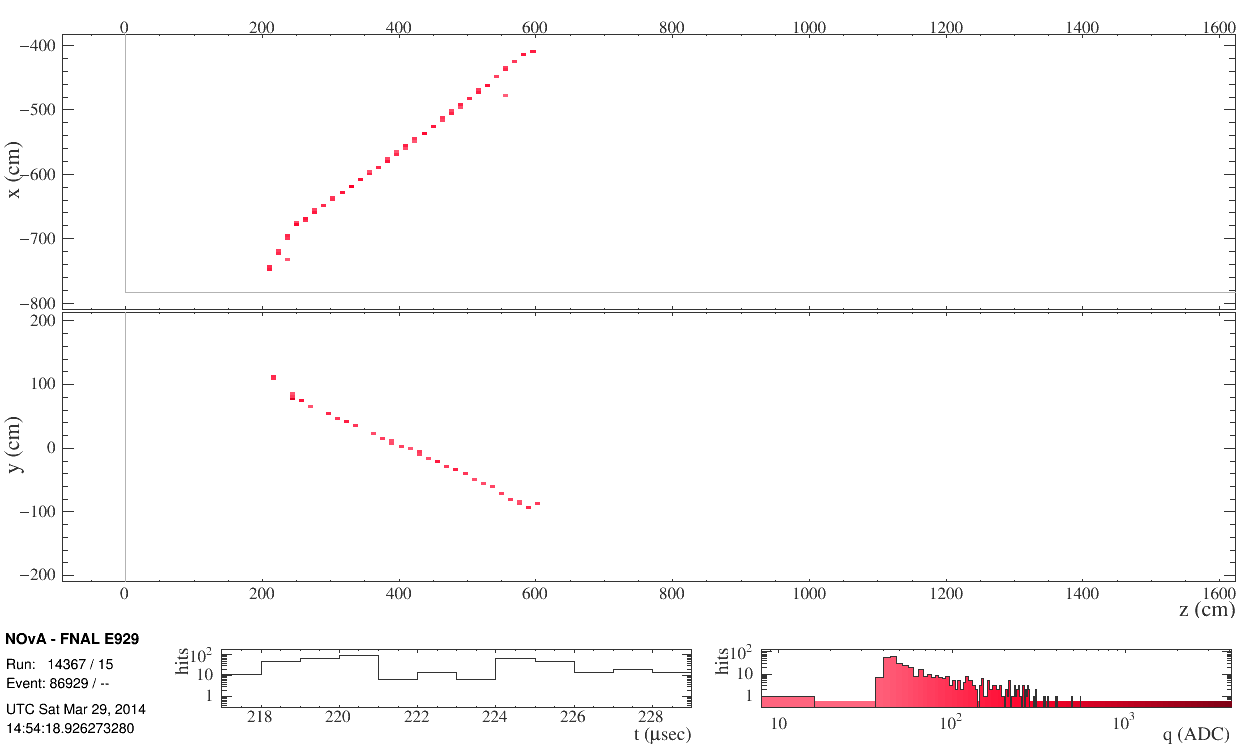 0 200 400 600 800 1000 1200 1400 1600
−400
−500
−600
−700
−800
x (cm)
200
100
0
−100
−200
y (cm)
0 200 400 600 800 1000 1200 1400 1600
z (cm)
NOvA - FNAL E929
Run: 14367 / 15
Event: 86929 / --
UTC Sat Mar 29, 2014
14:54:18.926273280
hits
10²
10
1
218 220 222 224 226 228
t (μsec)
hits
10²
10
1
10 10² 10³
q (ADC)